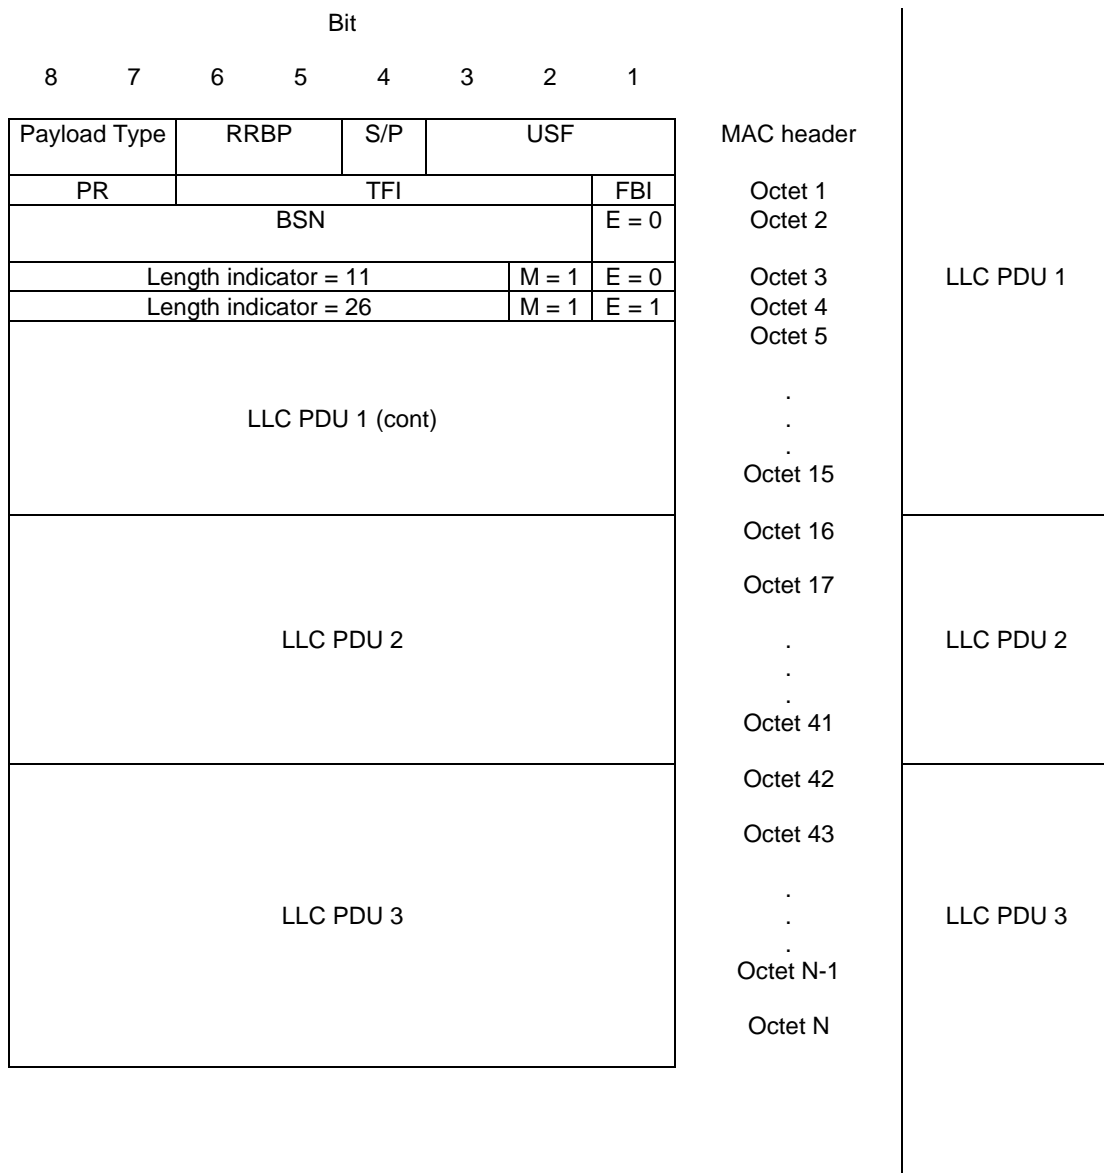 Bit
8 7 6 5 4 3 2 1
Payload Type RRBP S/P USF MAC header
PR TFI FBI Octet 1
BSN E = 0 Octet 2
Length indicator = 11 M = 1 E = 0 Octet 3 LLC PDU 1
Length indicator = 26 M = 1 E = 1 Octet 4
Octet 5
.
LLC PDU 1 (cont) .
.
Octet 15
Octet 16
Octet 17
LLC PDU 2 . LLC PDU 2
.
.
Octet 41
Octet 42
Octet 43
.
LLC PDU 3 . LLC PDU 3
.
Octet N-1
Octet N